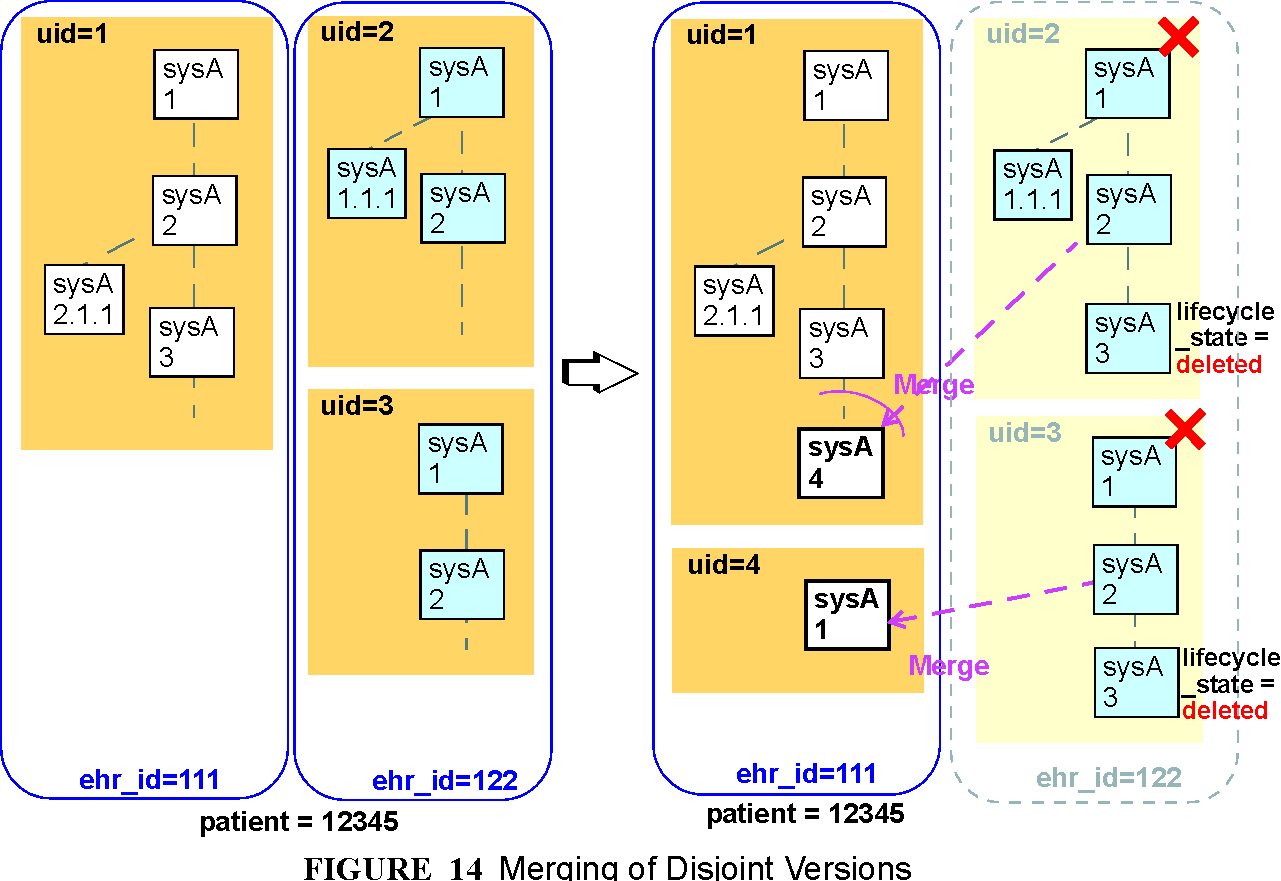 uid=1
sysA
1
sysA
2
sysA
2.1.1
sysA
3
ehr_id=111
uid=2
sysA
1
sysA
1.1.1
sysA
2
uid=3
sysA
1
sysA
2
ehr_id=122
patient = 12345
uid=1
sysA
1
sysA
2
sysA
2.1.1
sysA
3
Merge
sysA
4
uid=4
sysA
1
Merge
ehr_id=111
uid=2
sysA
1
sysA
1.1.1
sysA
2
sysA
3
lifecycle
_state =
deleted
uid=3
sysA
1
sysA
2
sysA
3
lifecycle
_state =
deleted
ehr_id=122
patient = 12345
FIGURE 14 Merging of Disjoint Versions